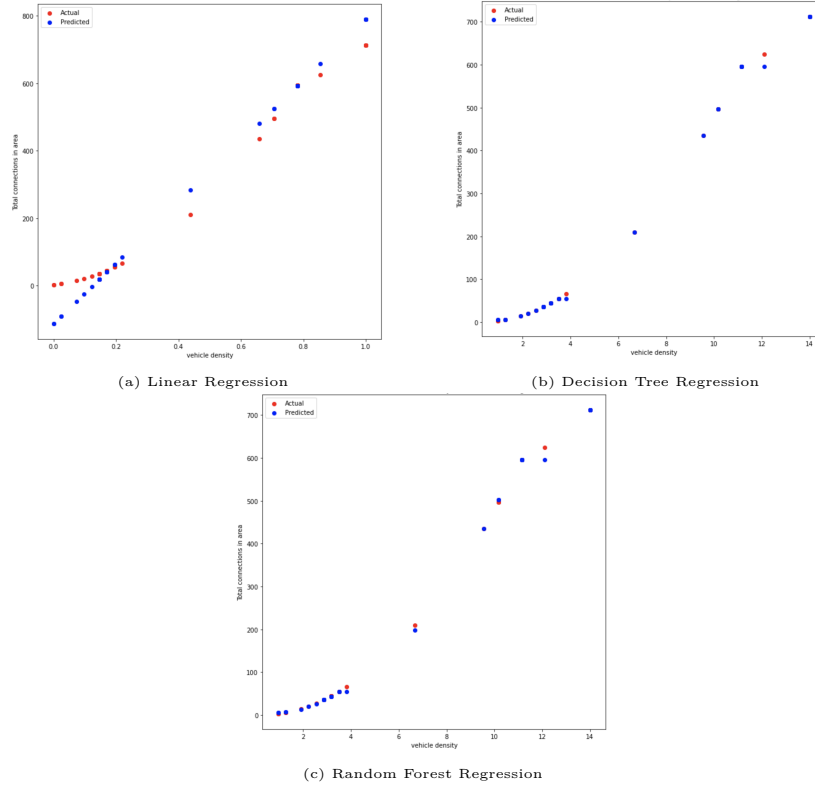 Actual
Predicted
800
600
400
200
0
Total connections in area
0.0 0.2 0.4 0.6 0.8 1.0
vehicle density
(a) Linear Regression
Actual
Predicted
700
600
500
400
300
200
100
0
Total connections in area
2 4 6 8 10 12 14
vehicle density
(b) Decision Tree Regression
Actual
Predicted
700
600
500
400
300
200
100
0
Total connections in area
2 4 6 8 10 12 14
vehicle density
(c) Random Forest Regression